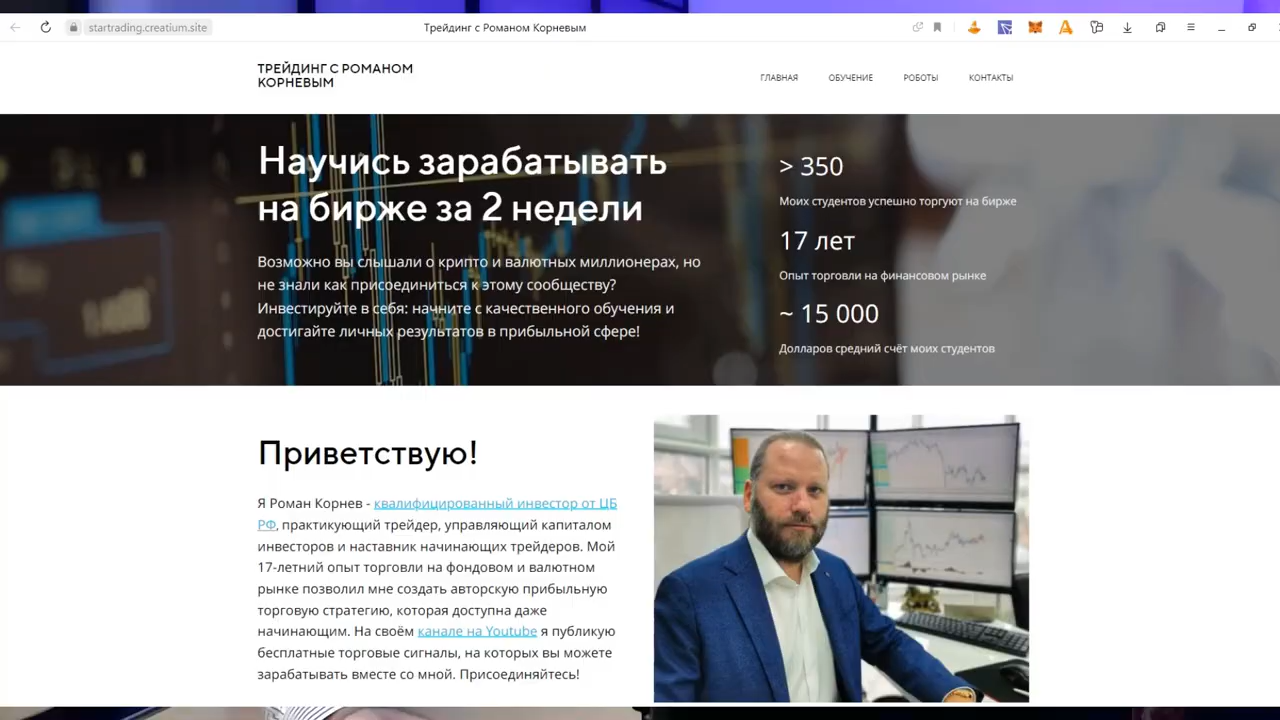 startrading.creatium.site
Трейдинг с Романом Корневым
ТРЕЙДИНГ С РОМАНОМ
КОРНЕВЫМ
ГЛАВНАЯ
ОБУЧЕНИЕ
РОБОТЫ
КОНТАКТЫ
Научись зарабатывать
на бирже за 2 недели
Возможно вы слышали о крипто и валютных миллионерах, но
не знали как присоединиться к этому сообществу?
Инвестируйте в себя: начните с качественного обучения и
достигайте личных результатов в прибыльной сфере!
> 350
Моих студентов успешно торгуют на бирже
17 лет
Опыт торговли на финансовом рынке
~ 15 000
Долларов средний счёт моих студентов
Приветствую!
Я Роман Корнев - квалифицированный инвестор от ЦБ
РФ, практикующий трейдер, управляющий капиталом
инвесторов и наставник начинающих трейдеров. Мой
17-летний опыт торговли на фондовом и валютном
рынке позволил мне создать авторскую прибыльную
торговую стратегию, которая доступна даже
начинающим. На своём канале на Youtube я публикую
бесплатные торговые сигналы, на которых вы можете
зарабатывать вместе со мной. Присоединяйтесь!